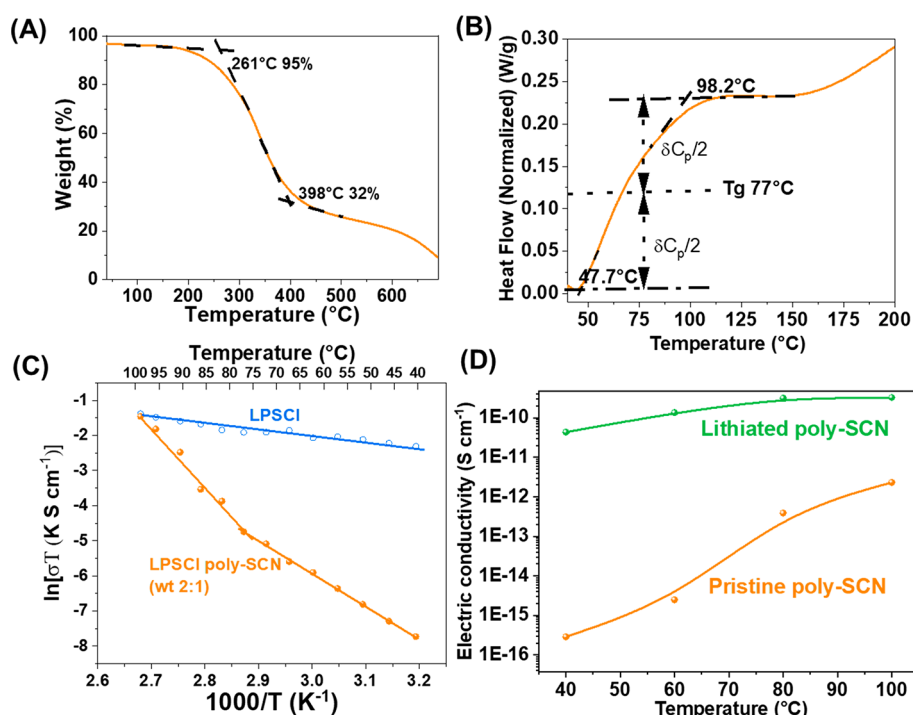 (A)
100
80
60
40
20
0
Weight (%)
261°C 95%
398°C 32%
100 200 300 400 500 600
Temperature (°C)
(B)
0.30
0.25
0.20
0.15
0.10
0.05
0.00
Heat Flow (Normalized) (W/g)
98.2°C
δCp/2
Tg 77°C
δCp/2
47.7°C
50 75 100 125 150 175 200
Temperature (°C)
(C)
Temperature (°C)
100 95 90 85 80 75 70 65 60 55 50 45 40
-1
-2
-3
-4
-5
-6
-7
-8
ln[σT (K S cm⁻¹)]
LPSCl
LPSCl poly-SCN
(wt 2:1)
2.6 2.7 2.8 2.9 3.0 3.1 3.2
1000/T (K⁻¹)
(D)
1E-10
1E-11
1E-12
1E-13
1E-14
1E-15
1E-16
Electric conductivity (S cm⁻¹)
Lithiated poly-SCN
Pristine poly-SCN
40 50 60 70 80 90 100
Temperature (°C)